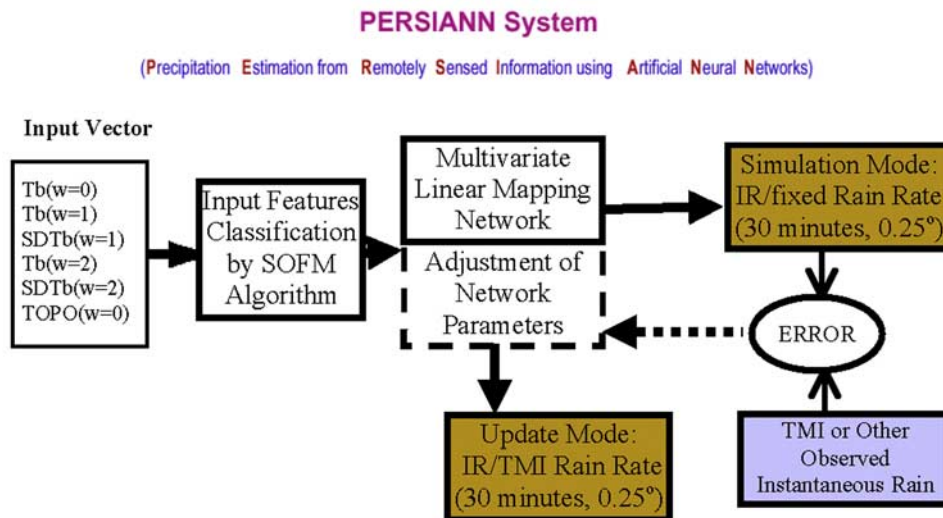 PERSIANN System
(Precipitation Estimation from Remotely Sensed Information using Artificial Neural Networks)
Input Vector
Tb(w=0)
Tb(w=1)
SDTb(w=1)
Tb(w=2)
SDTb(w=2)
TOPO(w=0)
Input Features
Classification
by SOFM
Algorithm
Multivariate
Linear Mapping
Network
Adjustment of
Network
Parameters
Simulation Mode:
IR/fixed Rain Rate
(30 minutes, 0.25°)
ERROR
Update Mode:
IR/TMI Rain Rate
(30 minutes, 0.25°)
TMI or Other
Observed
Instantaneous Rain